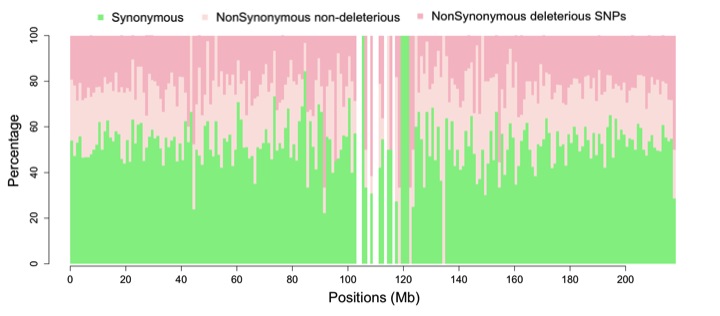 Synonymous NonSynonymous non-deleterious NonSynonymous deleterious SNPs
100
80
60
40
20
0
Percentage
0 20 40 60 80 100 120 140 160 180 200
Positions (Mb)